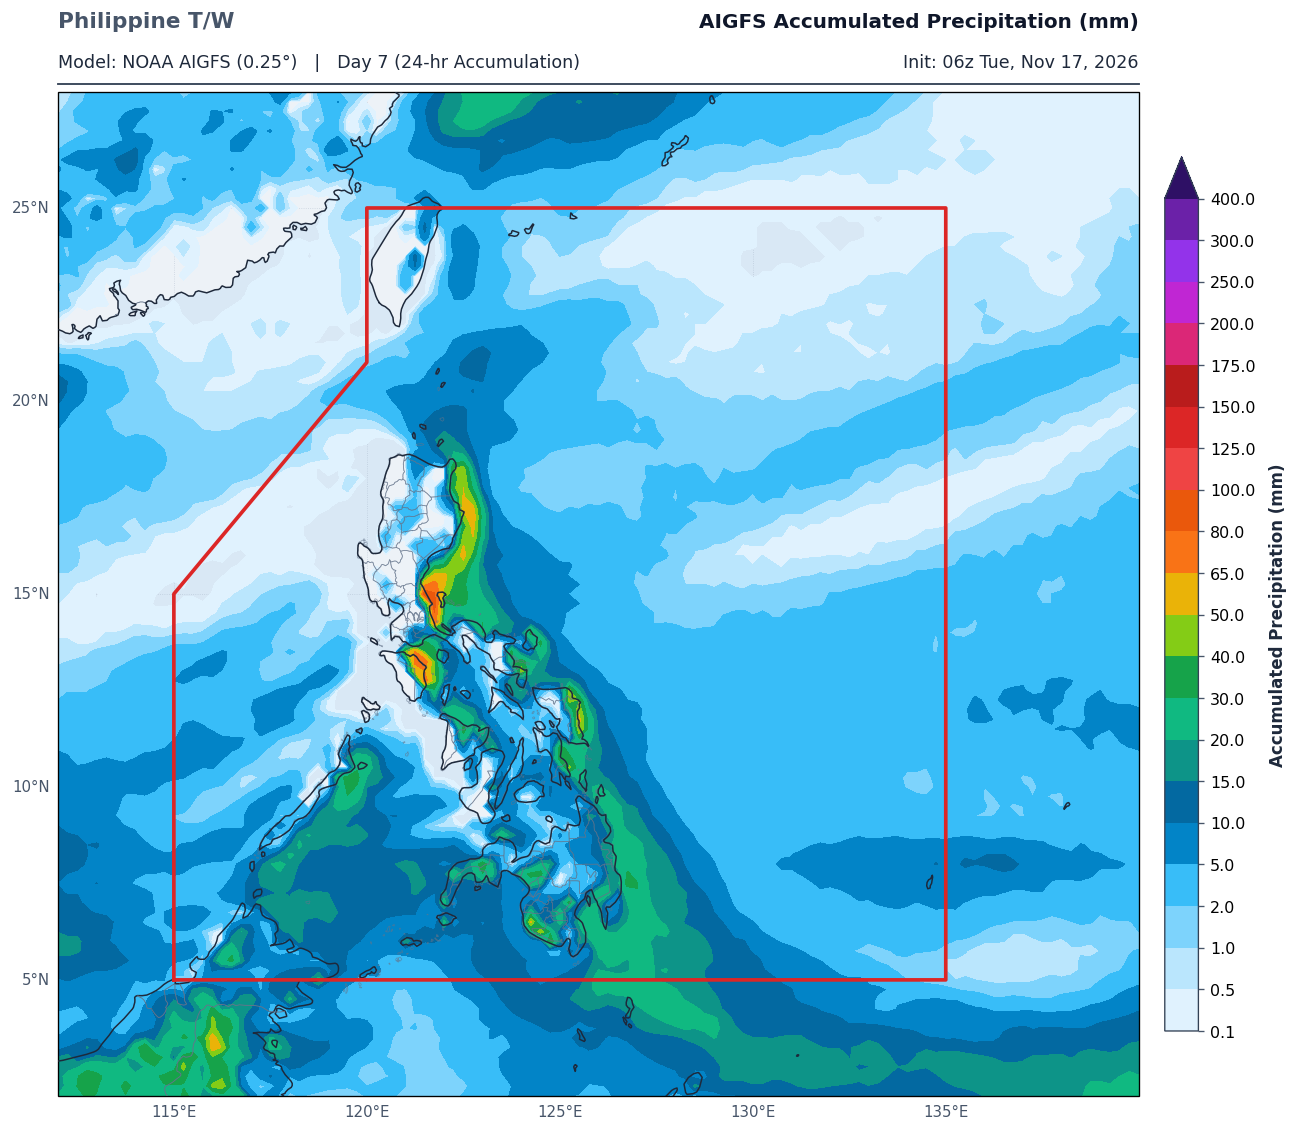 Philippine T/W
AIGFS Accumulated Precipitation (mm)
Model: NOAA AIGFS (0.25°) | Day 7 (24-hr Accumulation)
Init: 06z Tue, Nov 17, 2026
25°N
20°N
15°N
10°N
5°N
115°E
120°E
125°E
130°E
135°E
400.0
300.0
250.0
200.0
175.0
150.0
125.0
100.0
80.0
65.0
50.0
40.0
30.0
20.0
15.0
10.0
5.0
2.0
1.0
0.5
0.1
Accumulated Precipitation (mm)